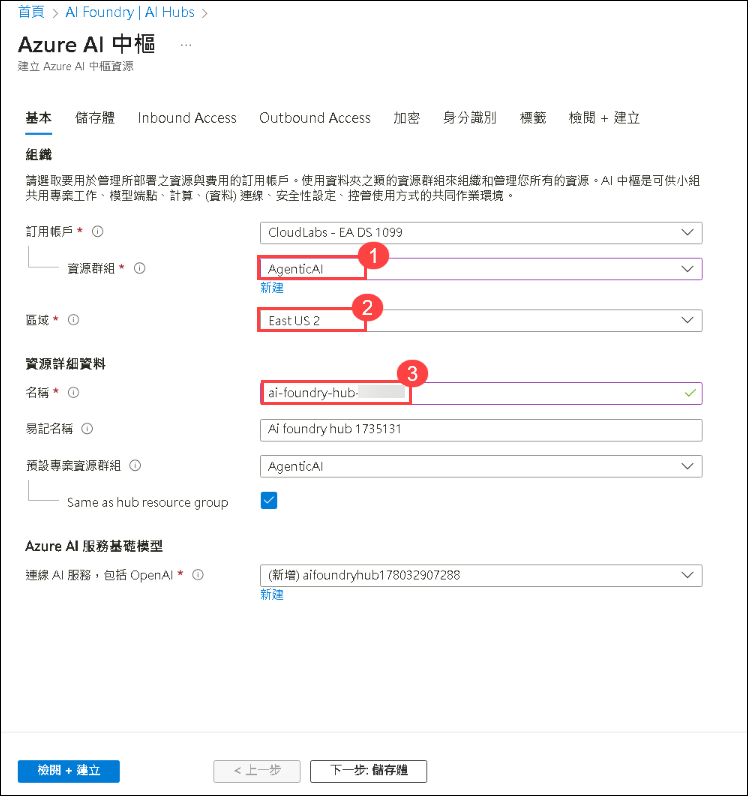 首頁 > AI Foundry | AI Hubs >
Azure AI 中樞 ...
建立 Azure AI 中樞資源
基本 儲存體 Inbound Access Outbound Access 加密 身分識別 標籤 檢閱 + 建立
組織
請選取要用於管理所部署之資源與費用的訂用帳戶。使用資料夾之類的資源群組來組織和管理您所有的資源。AI 中樞是可供小組
共用專案工作、模型端點、計算、(資料) 連線、安全性設定、控管使用方式的共同作業環境。
訂用帳戶 * CloudLabs - EA DS 1099
1
資源群組 * AgenticAI
新建
2
區域 * East US 2
資源詳細資料
3
名稱 * ai-foundry-hub-
易記名稱 Ai foundry hub 1735131
預設專案資源群組 AgenticAI
Same as hub resource group
Azure AI 服務基礎模型
連線 AI 服務，包括 OpenAI * (新增) aifoundryhub178032907288
新建
檢閱 + 建立 < 上一步 下一步: 儲存體